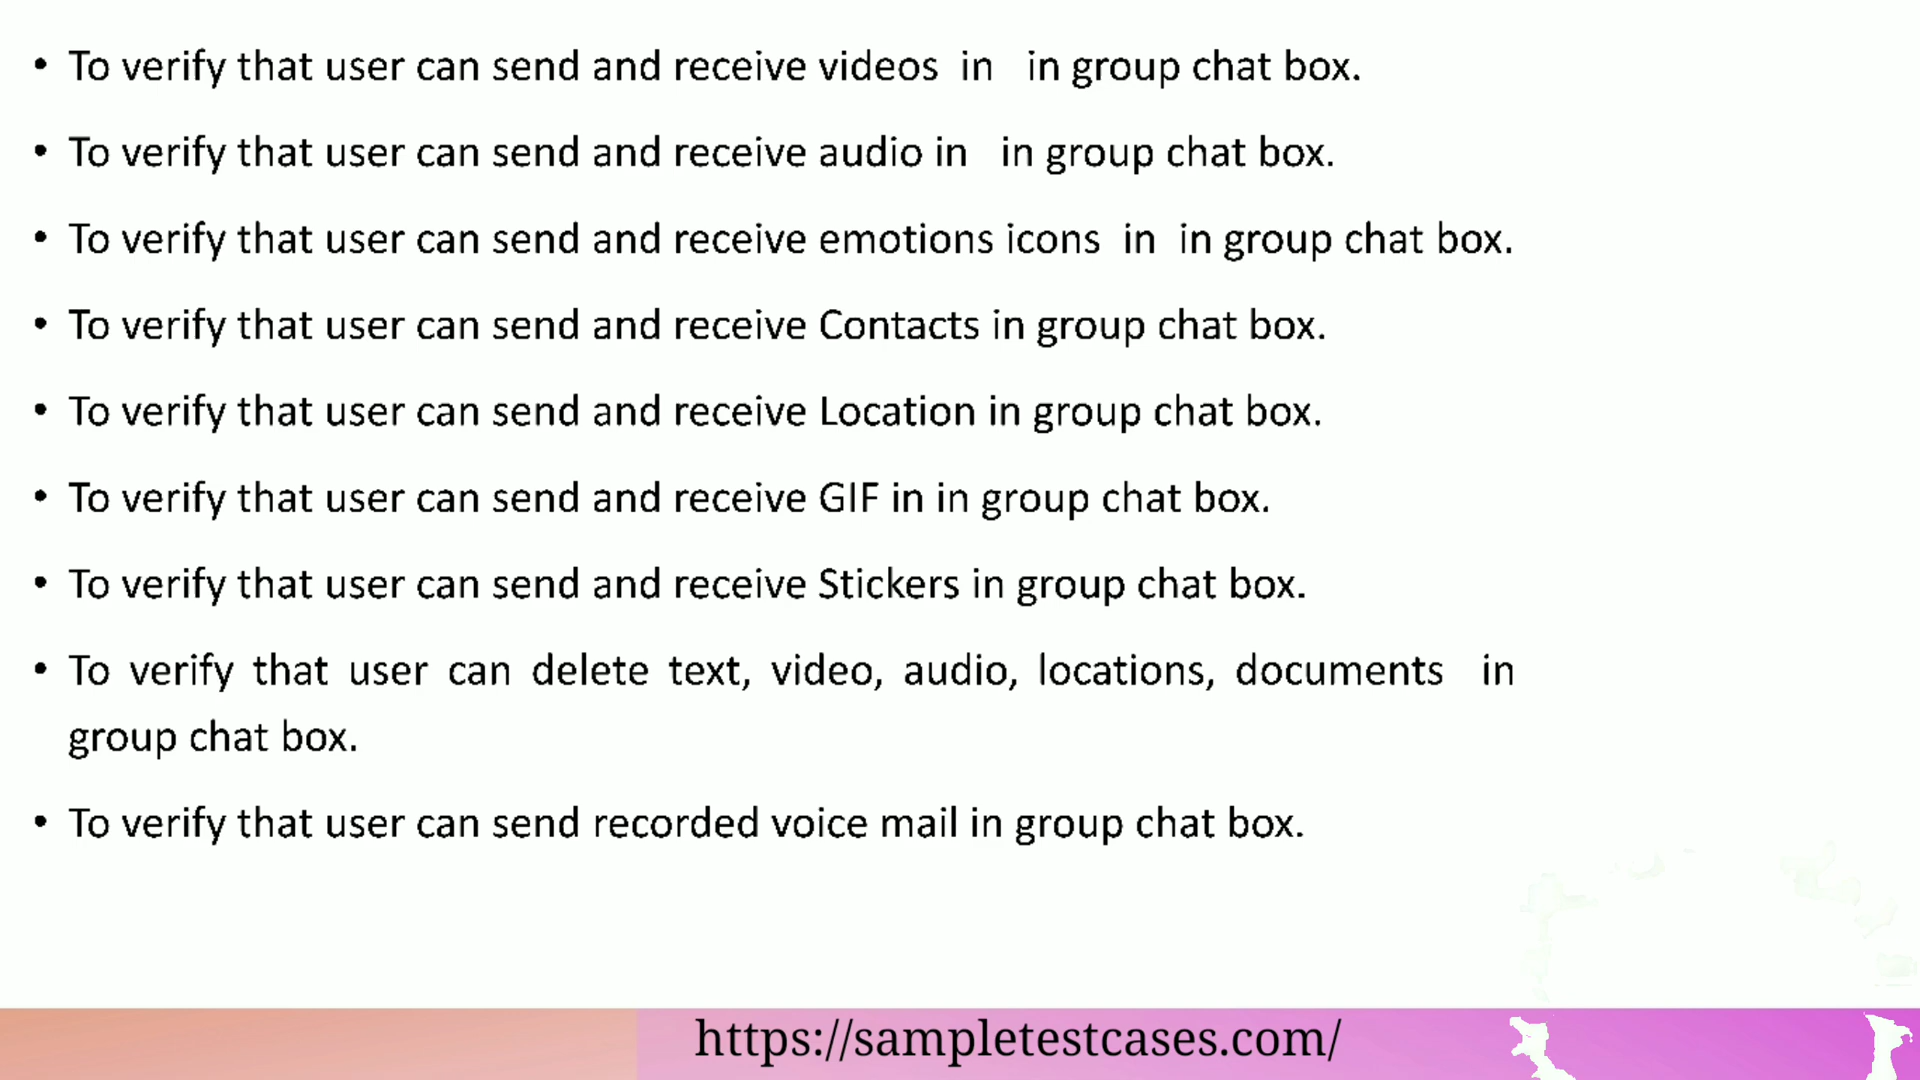 • To verify that user can send and receive videos in in group chat box.
• To verify that user can send and receive audio in in group chat box.
• To verify that user can send and receive emotions icons in in group chat box.
• To verify that user can send and receive Contacts in group chat box.
• To verify that user can send and receive Location in group chat box.
• To verify that user can send and receive GIF in in group chat box.
• To verify that user can send and receive Stickers in group chat box.
• To verify that user can delete text, video, audio, locations, documents in
group chat box.
• To verify that user can send recorded voice mail in group chat box.
https://sampletestcases.com/